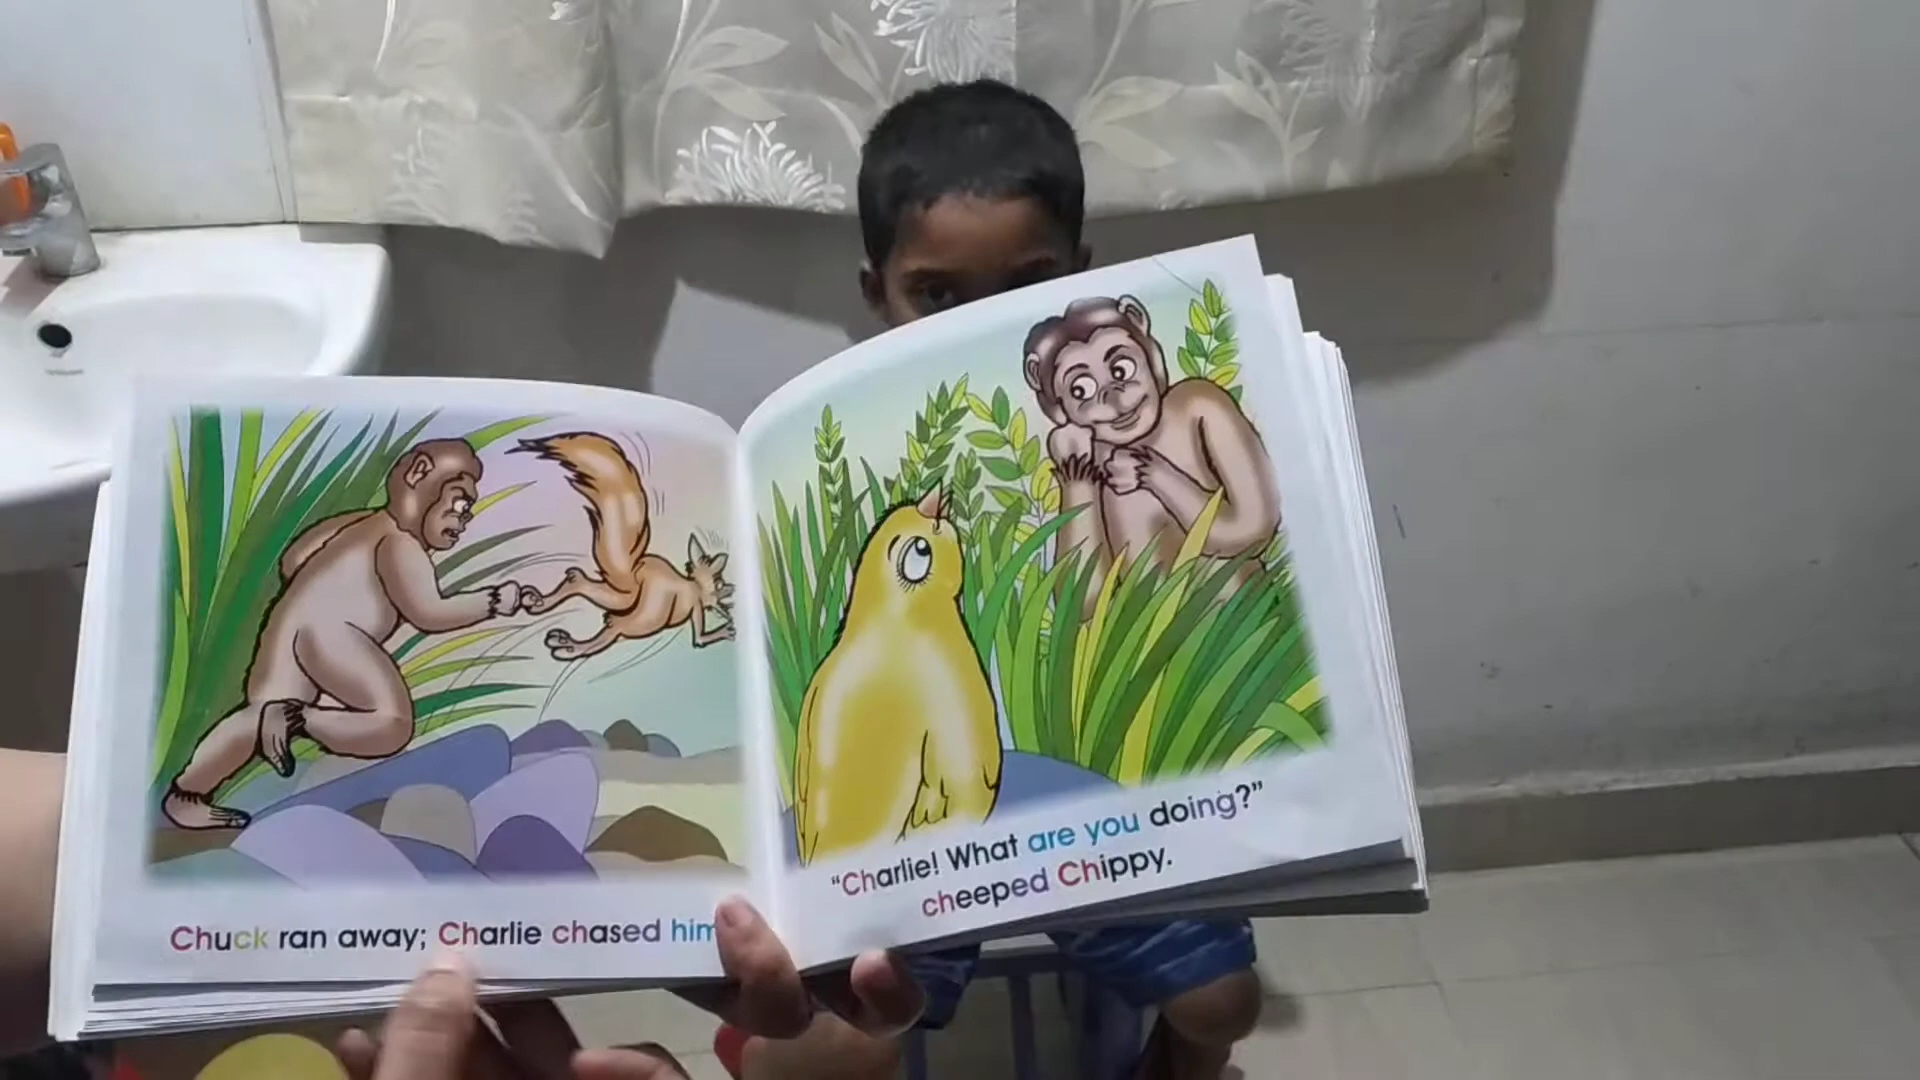 Chuck ran away; Charlie chased him
“Charlie! What are you doing?”
cheeped Chippy.